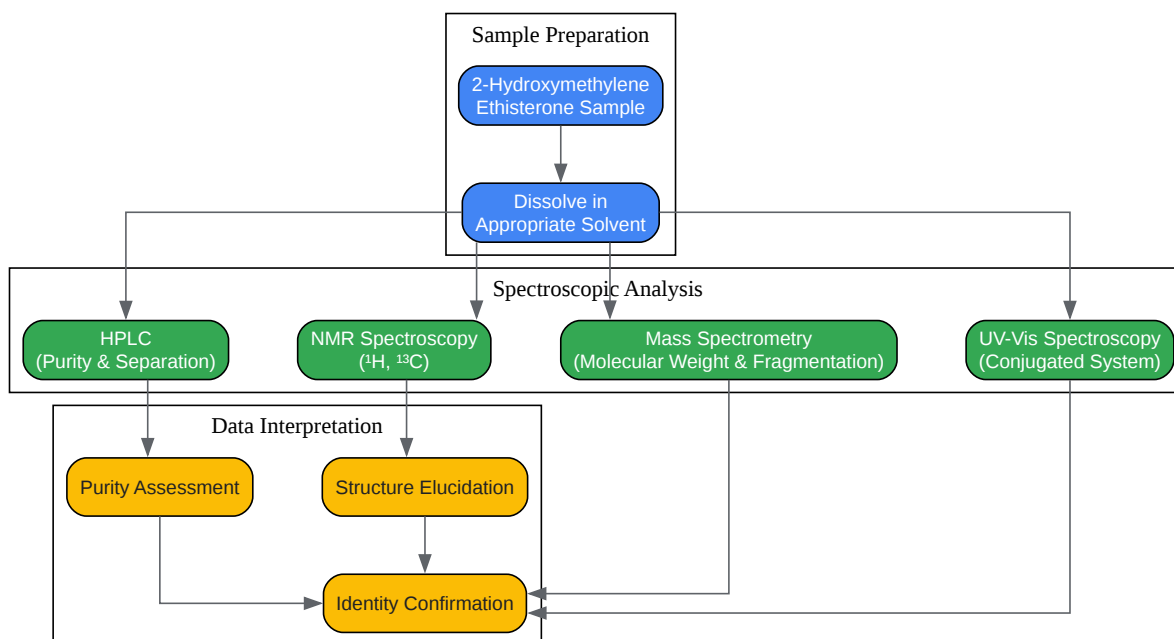 Sample Preparation
2-Hydroxymethylene
Ethisterone Sample
Dissolve in
Appropriate Solvent
Spectroscopic Analysis
HPLC
(Purity & Separation)
NMR Spectroscopy
(¹H, ¹³C)
Mass Spectrometry
(Molecular Weight & Fragmentation)
UV-Vis Spectroscopy
(Conjugated System)
Data Interpretation
Purity Assessment
Structure Elucidation
Identity Confirmation